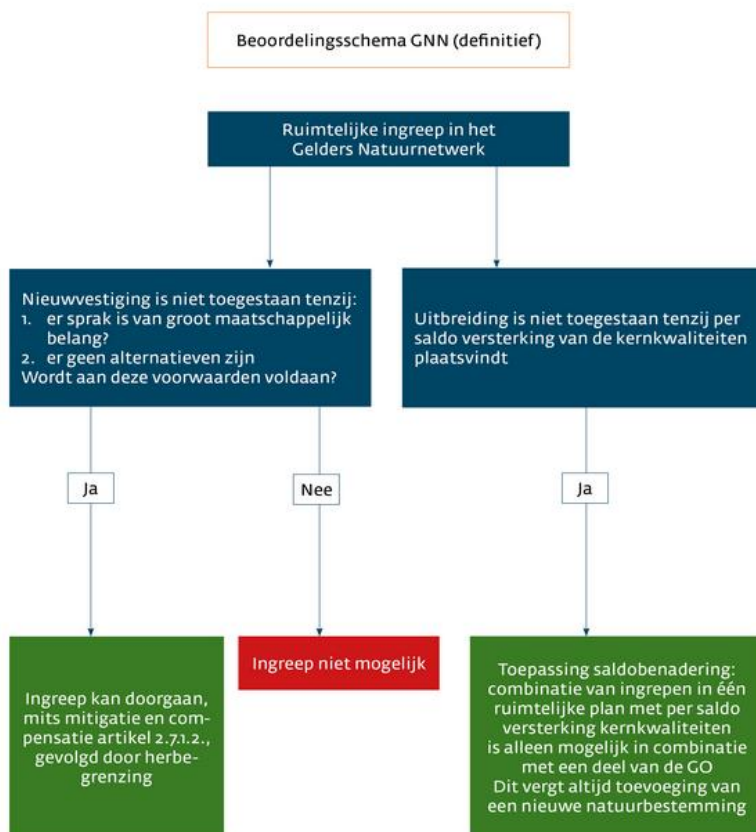 Beoordelingsschema GNN (definitief)
Ruimtelijke ingreep in het
Gelders Natuurnetwerk
Nieuwvestiging is niet toegestaan tenzij:
1. er sprak is van groot maatschappelijk
belang?
2. er geen alternatieven zijn
Wordt aan deze voorwaarden voldaan?
Uitbreiding is niet toegestaan tenzij per
saldo versterking van de kernkwaliteiten
plaatsvindt
Ja
Nee
Ja
Ingreep kan doorgaan,
mits mitigatie en com-
pensatie artikel 2.7.1.2.,
gevolgd door herbe-
grenzing
Ingreep niet mogelijk
Toepassing saldobenadering:
combinatie van ingrepen in één
ruimtelijke plan met per saldo
versterking kernkwaliteiten
is alleen mogelijk in combinatie
met een deel van de GO
Dit vergt altijd toevoeging van
een nieuwe natuurbestemming